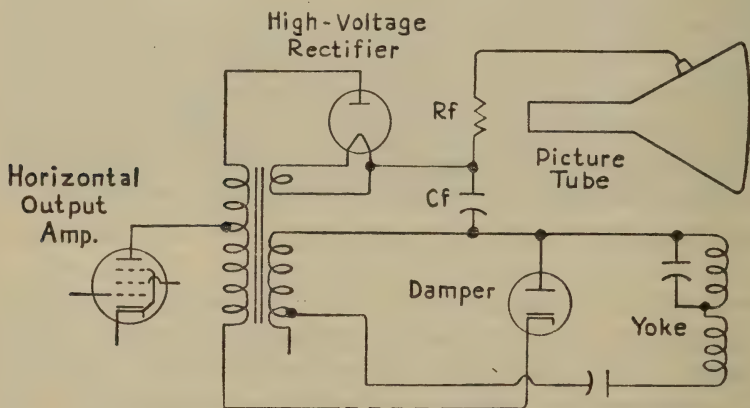 High-Voltage
Rectifier
Rf
Picture
Tube
Cf
Horizontal
Output
Amp.
Damper
Yoke